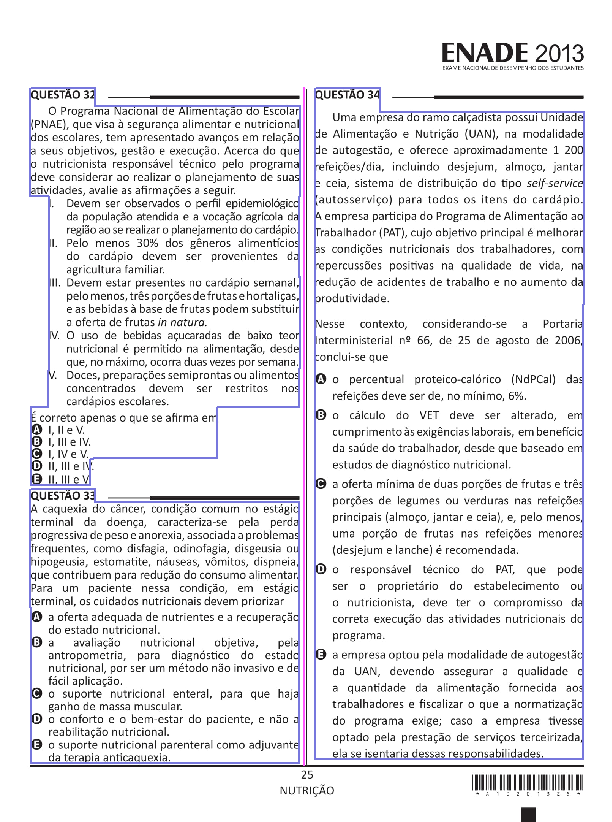 ENADE 2013
EXAME NACIONAL DE DESEMPENHO DOS ESTUDANTES
QUESTÃO 32
O Programa Nacional de Alimentação do Escolar
(PNAE), que visa à segurança alimentar e nutricional
dos escolares, tem apresentado avanços em relação
a seus objetivos, gestão e execução. Acerca do que
o nutricionista responsável técnico pelo programa
deve considerar ao realizar o planejamento de suas
atividades, avalie as afirmações a seguir.
I. Devem ser observados o perfil epidemiológico
da população atendida e a vocação agrícola da
região ao se realizar o planejamento do cardápio.
II. Pelo menos 30% dos gêneros alimentícios
do cardápio devem ser provenientes da
agricultura familiar.
III. Devem estar presentes no cardápio semanal,
pelo menos, três porções de frutas e hortaliças,
e as bebidas à base de frutas podem substituir
a oferta de frutas in natura.
IV. O uso de bebidas açucaradas de baixo teor
nutricional é permitido na alimentação, desde
que, no máximo, ocorra duas vezes por semana.
V. Doces, preparações semiprontas ou alimentos
concentrados devem ser restritos nos
cardápios escolares.
É correto apenas o que se afirma em
A I, II e V.
B I, III e IV.
C I, IV e V.
D II, III e IV.
E II, III e V.
QUESTÃO 33
A caquexia do câncer, condição comum no estágio
terminal da doença, caracteriza-se pela perda
progressiva de peso e anorexia, associada a problemas
frequentes, como disfagia, odinofagia, disgeusia ou
hipogeusia, estomatite, náuseas, vômitos, dispneia,
que contribuem para redução do consumo alimentar.
Para um paciente nessa condição, em estágio
terminal, os cuidados nutricionais devem priorizar
A a oferta adequada de nutrientes e a recuperação
do estado nutricional.
B a avaliação nutricional objetiva, pela
antropometria, para diagnóstico do estado
nutricional, por ser um método não invasivo e de
fácil aplicação.
C o suporte nutricional enteral, para que haja
ganho de massa muscular.
D o conforto e o bem-estar do paciente, e não a
reabilitação nutricional.
E o suporte nutricional parenteral como adjuvante
da terapia anticaquexia.
QUESTÃO 34
Uma empresa do ramo calçadista possui Unidade
de Alimentação e Nutrição (UAN), na modalidade
de autogestão, e oferece aproximadamente 1 200
refeições/dia, incluindo desjejum, almoço, jantar
e ceia, sistema de distribuição do tipo self-service
(autosserviço) para todos os itens do cardápio.
A empresa participa do Programa de Alimentação ao
Trabalhador (PAT), cujo objetivo principal é melhorar
as condições nutricionais dos trabalhadores, com
repercussões positivas na qualidade de vida, na
redução de acidentes de trabalho e no aumento da
produtividade.
Nesse contexto, considerando-se a Portaria
Interministerial nº 66, de 25 de agosto de 2006,
conclui-se que
A o percentual proteico-calórico (NdPCal) das
refeições deve ser de, no mínimo, 6%.
B o cálculo do VET deve ser alterado, em
cumprimento às exigências laborais, em benefício
da saúde do trabalhador, desde que baseado em
estudos de diagnóstico nutricional.
C a oferta mínima de duas porções de frutas e três
porções de legumes ou verduras nas refeições
principais (almoço, jantar e ceia), e, pelo menos,
uma porção de frutas nas refeições menores
(desjejum e lanche) é recomendada.
D o responsável técnico do PAT, que pode
ser o proprietário do estabelecimento ou
o nutricionista, deve ter o compromisso da
correta execução das atividades nutricionais do
programa.
E a empresa optou pela modalidade de autogestão
da UAN, devendo assegurar a qualidade e
a quantidade da alimentação fornecida aos
trabalhadores e fiscalizar o que a normatização
do programa exige; caso a empresa tivesse
optado pela prestação de serviços terceirizada,
ela se isentaria dessas responsabilidades.
25
NUTRIÇÃO